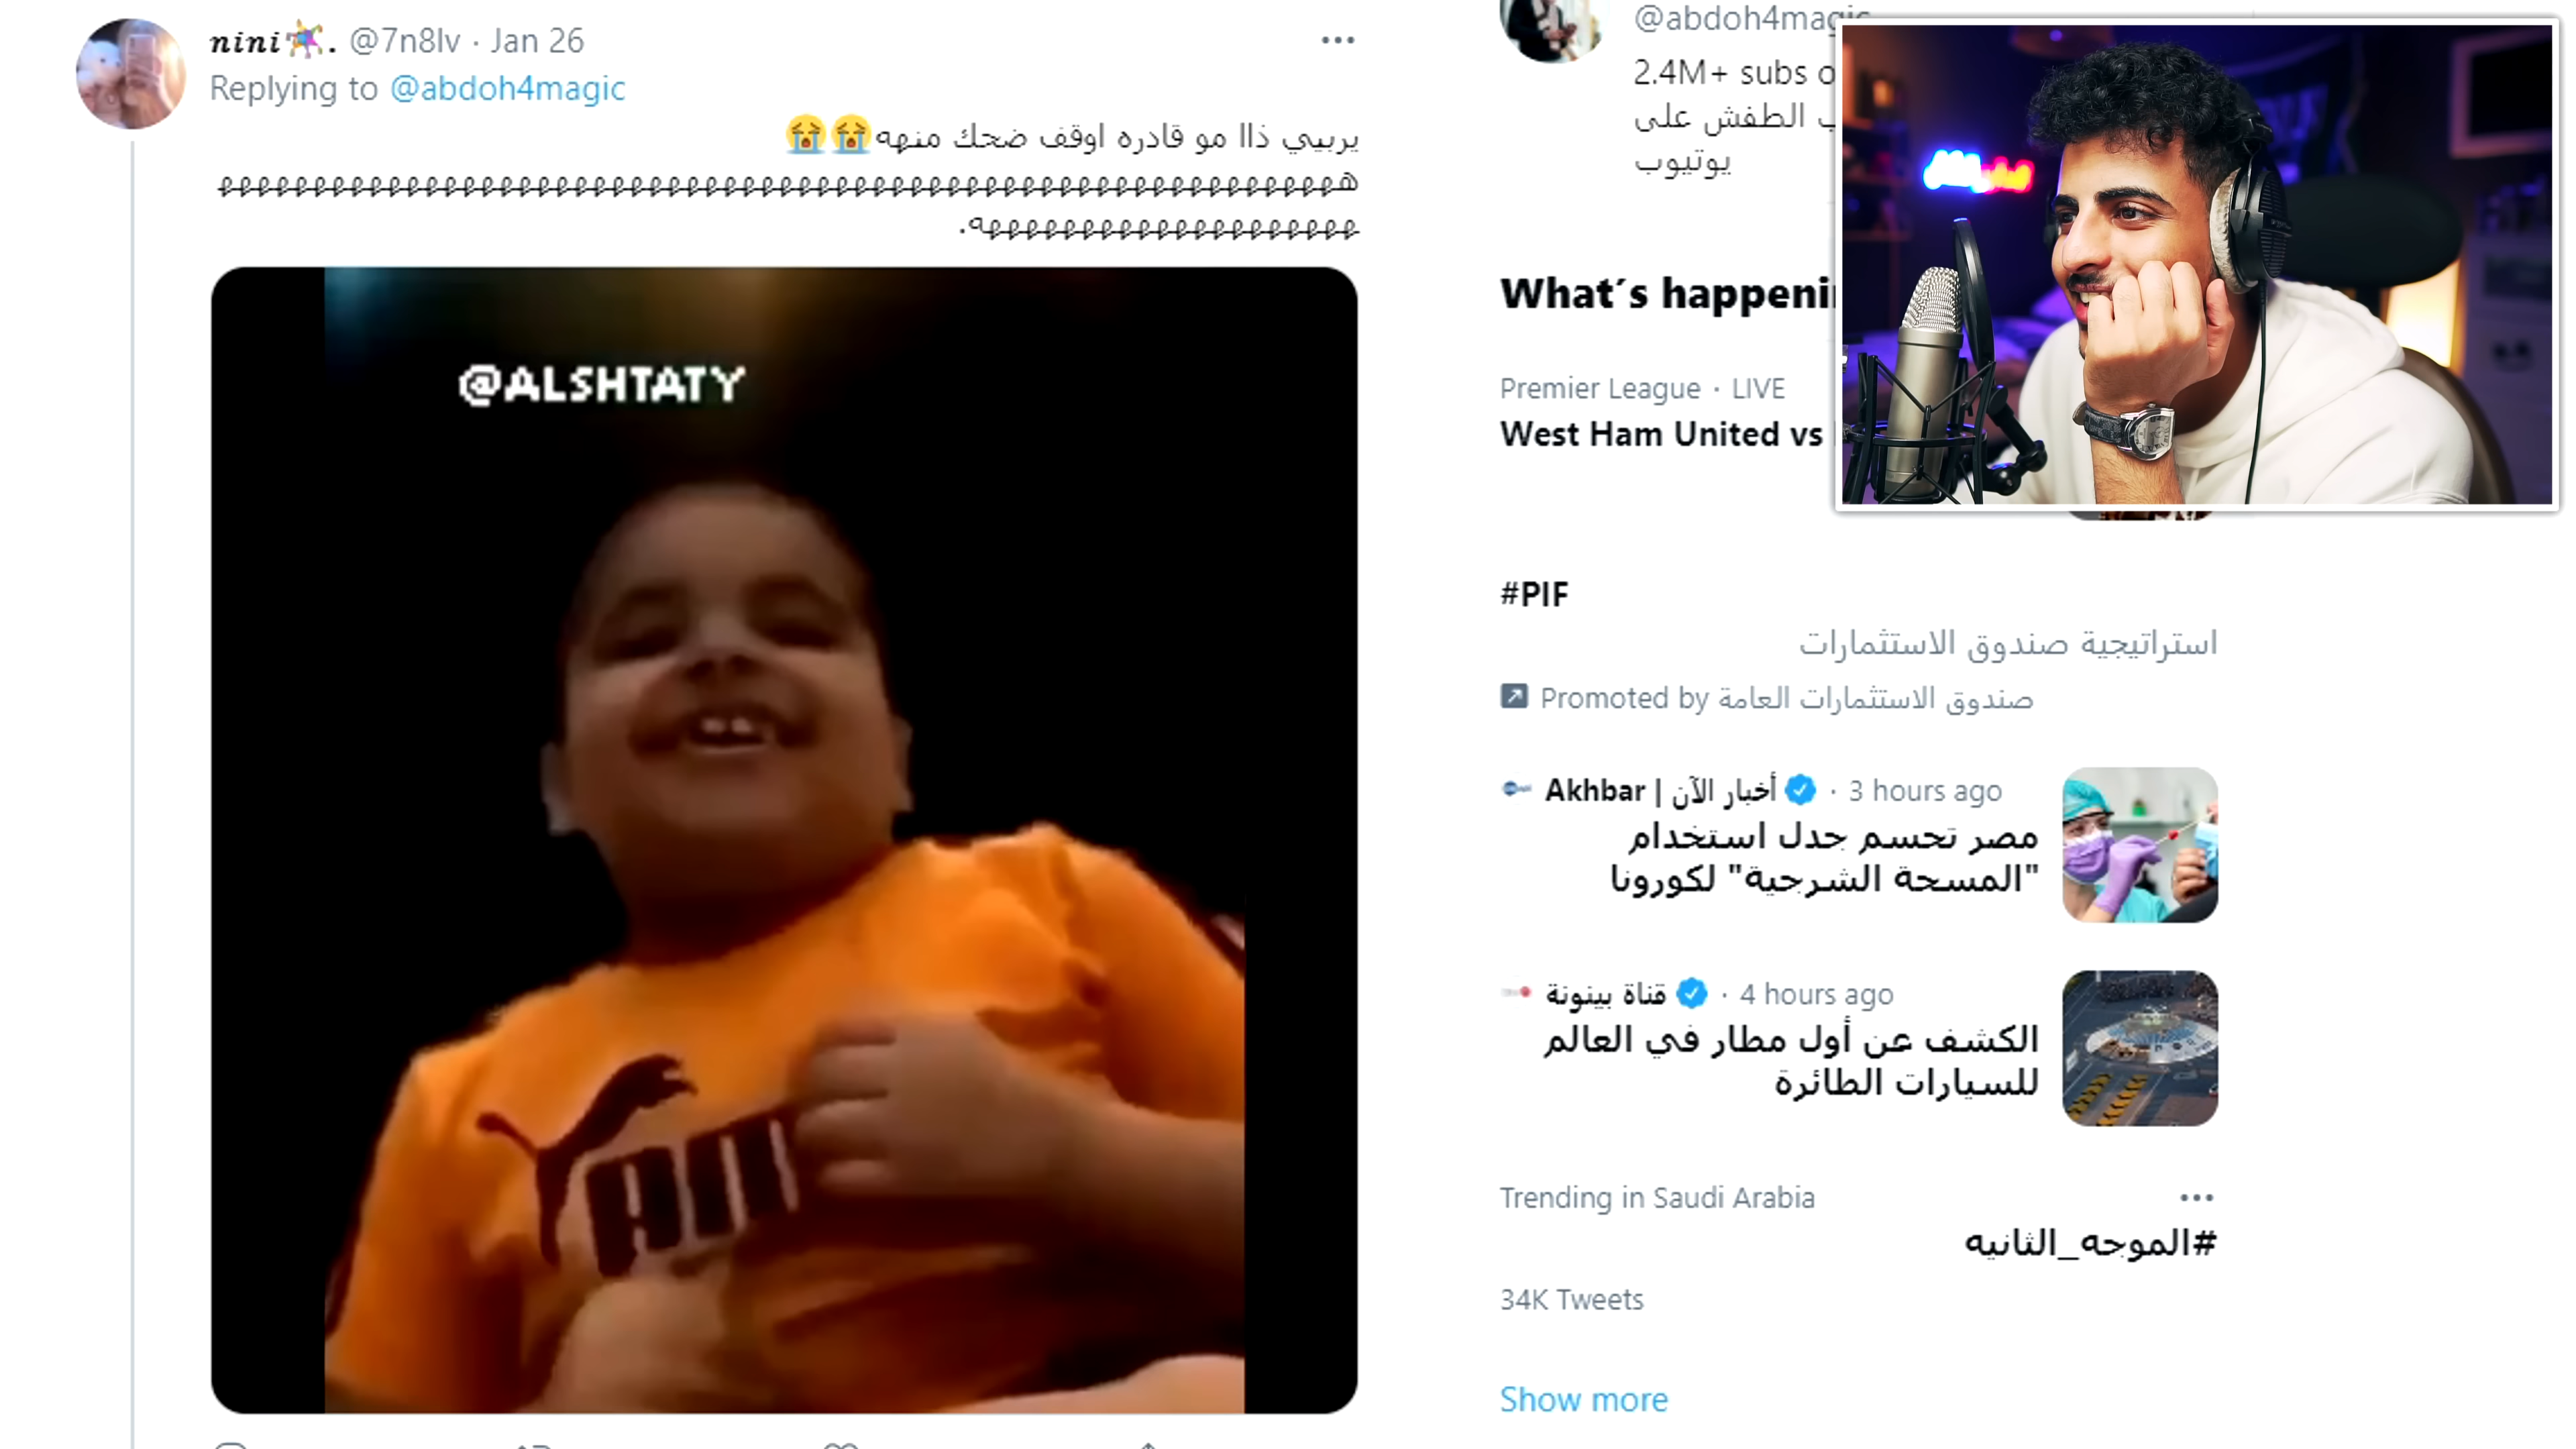 nini🎠. @7n8lv · Jan 26
Replying to @abdoh4magic
يربيي ذاا مو قادره اوقف ضحك منهه😭😭
@ALSHTATY
PUMA
@abdoh4magic
2.4M+ subs
الطفش على
يوتيوب
What's
Premier League · LIVE
West Ham United vs
#PIF
استراتيجية صندوق الاستثمارات
Promoted by صندوق الاستثمارات العامة
Akhbar | أخبار الآن · 3 hours ago
مصر تحسم جدل استخدام
"المسحة الشرجية" لكورونا
قناة بينونة · 4 hours ago
الكشف عن أول مطار في العالم
للسيارات الطائرة
Trending in Saudi Arabia
#الموجه_الثانيه
34K Tweets
Show more